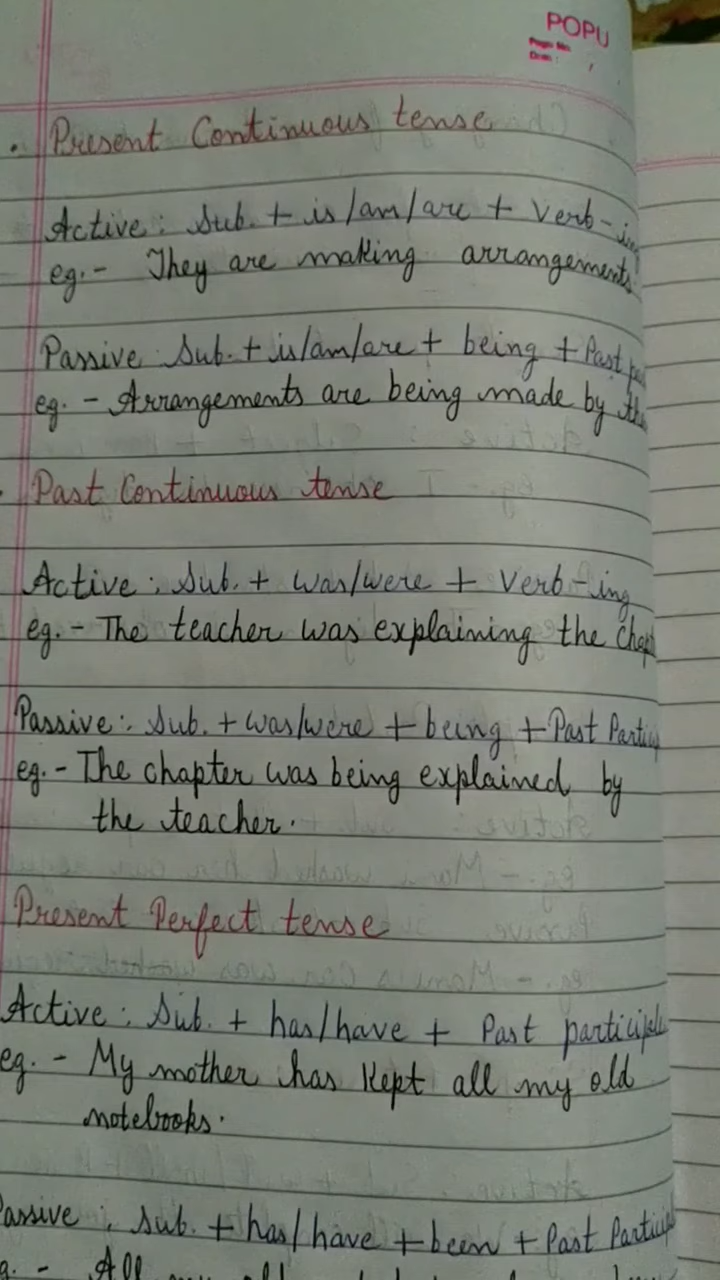 POPU
Present Continuous tense
Active: Sub. + is/am/are + Verb-ing
eg.- They are making arrangements
Passive Sub. + is/am/are + being + Past
eg. - Arrangements are being made by
Past Continuous tense
Active: Sub. + was/were + Verb-ing
eg. - The teacher was explaining the
Passive: Sub. + was/were + being + Past
eg. - The chapter was being explained by
the teacher.
Present Perfect tense
Active: Sub. + has/have + Past participle
eg. - My mother has kept all my old
notebooks.
Passive: Sub. + has/have + been + Past
All